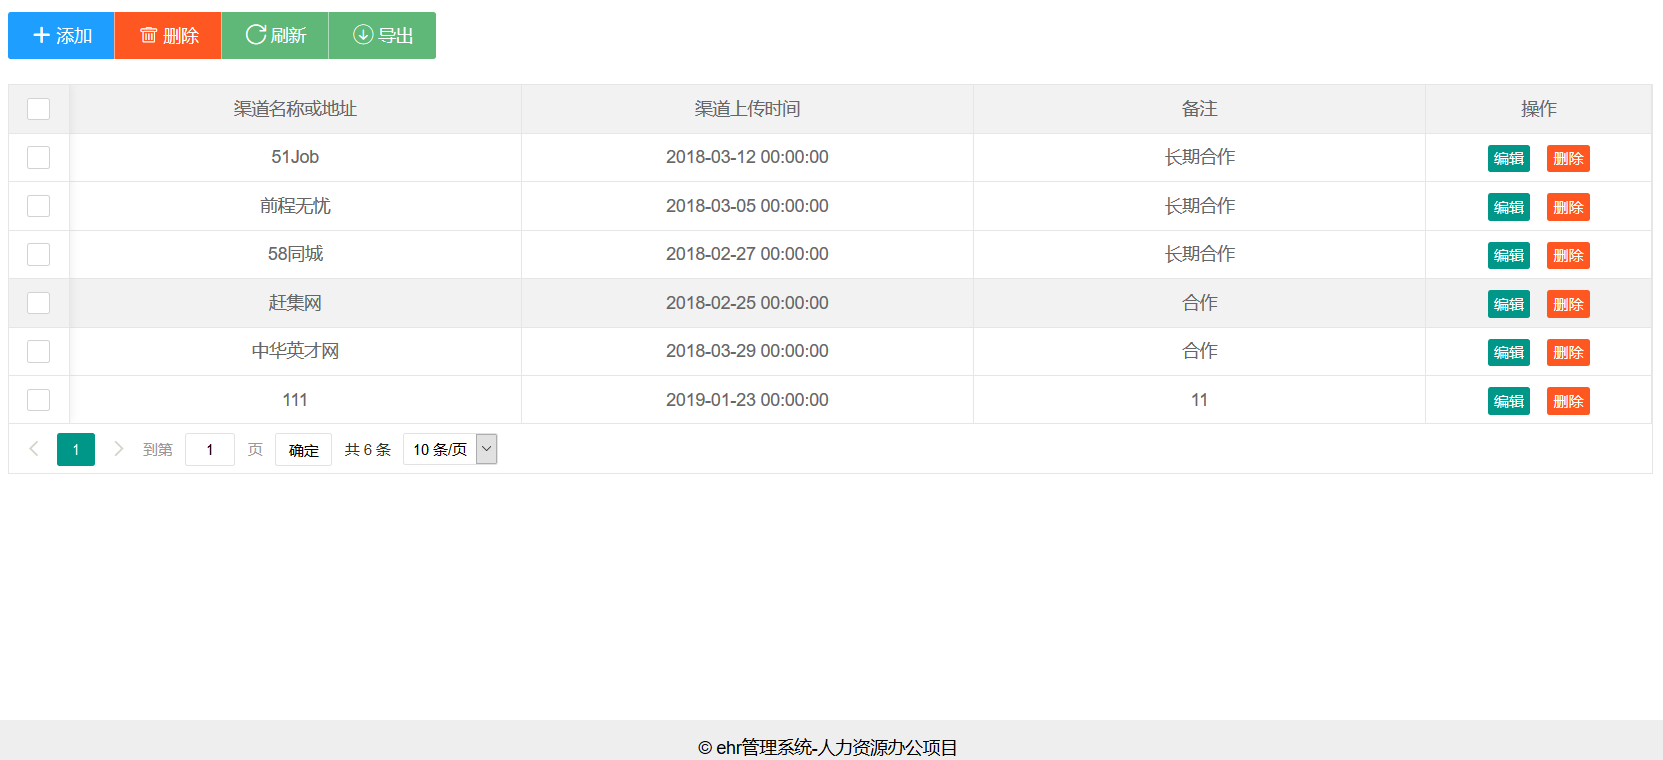 添加 删除 刷新 导出
渠道名称或地址 渠道上传时间 备注 操作
51Job 2018-03-12 00:00:00 长期合作 编辑 删除
前程无忧 2018-03-05 00:00:00 长期合作 编辑 删除
58同城 2018-02-27 00:00:00 长期合作 编辑 删除
赶集网 2018-02-25 00:00:00 合作 编辑 删除
中华英才网 2018-03-29 00:00:00 合作 编辑 删除
111 2019-01-23 00:00:00 11 编辑 删除
1 到第 1 页 确定 共 6 条 10 条/页
© ehr管理系统-人力资源办公项目